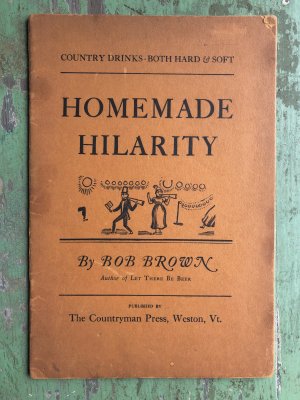 COUNTRY DRINKS-BOTH HARD & SOFT
HOMEMADE
HILARITY
By BOB BROWN
Author of LET THERE BE BEER
PUBLISHED BY
The Countryman Press, Weston, Vt.